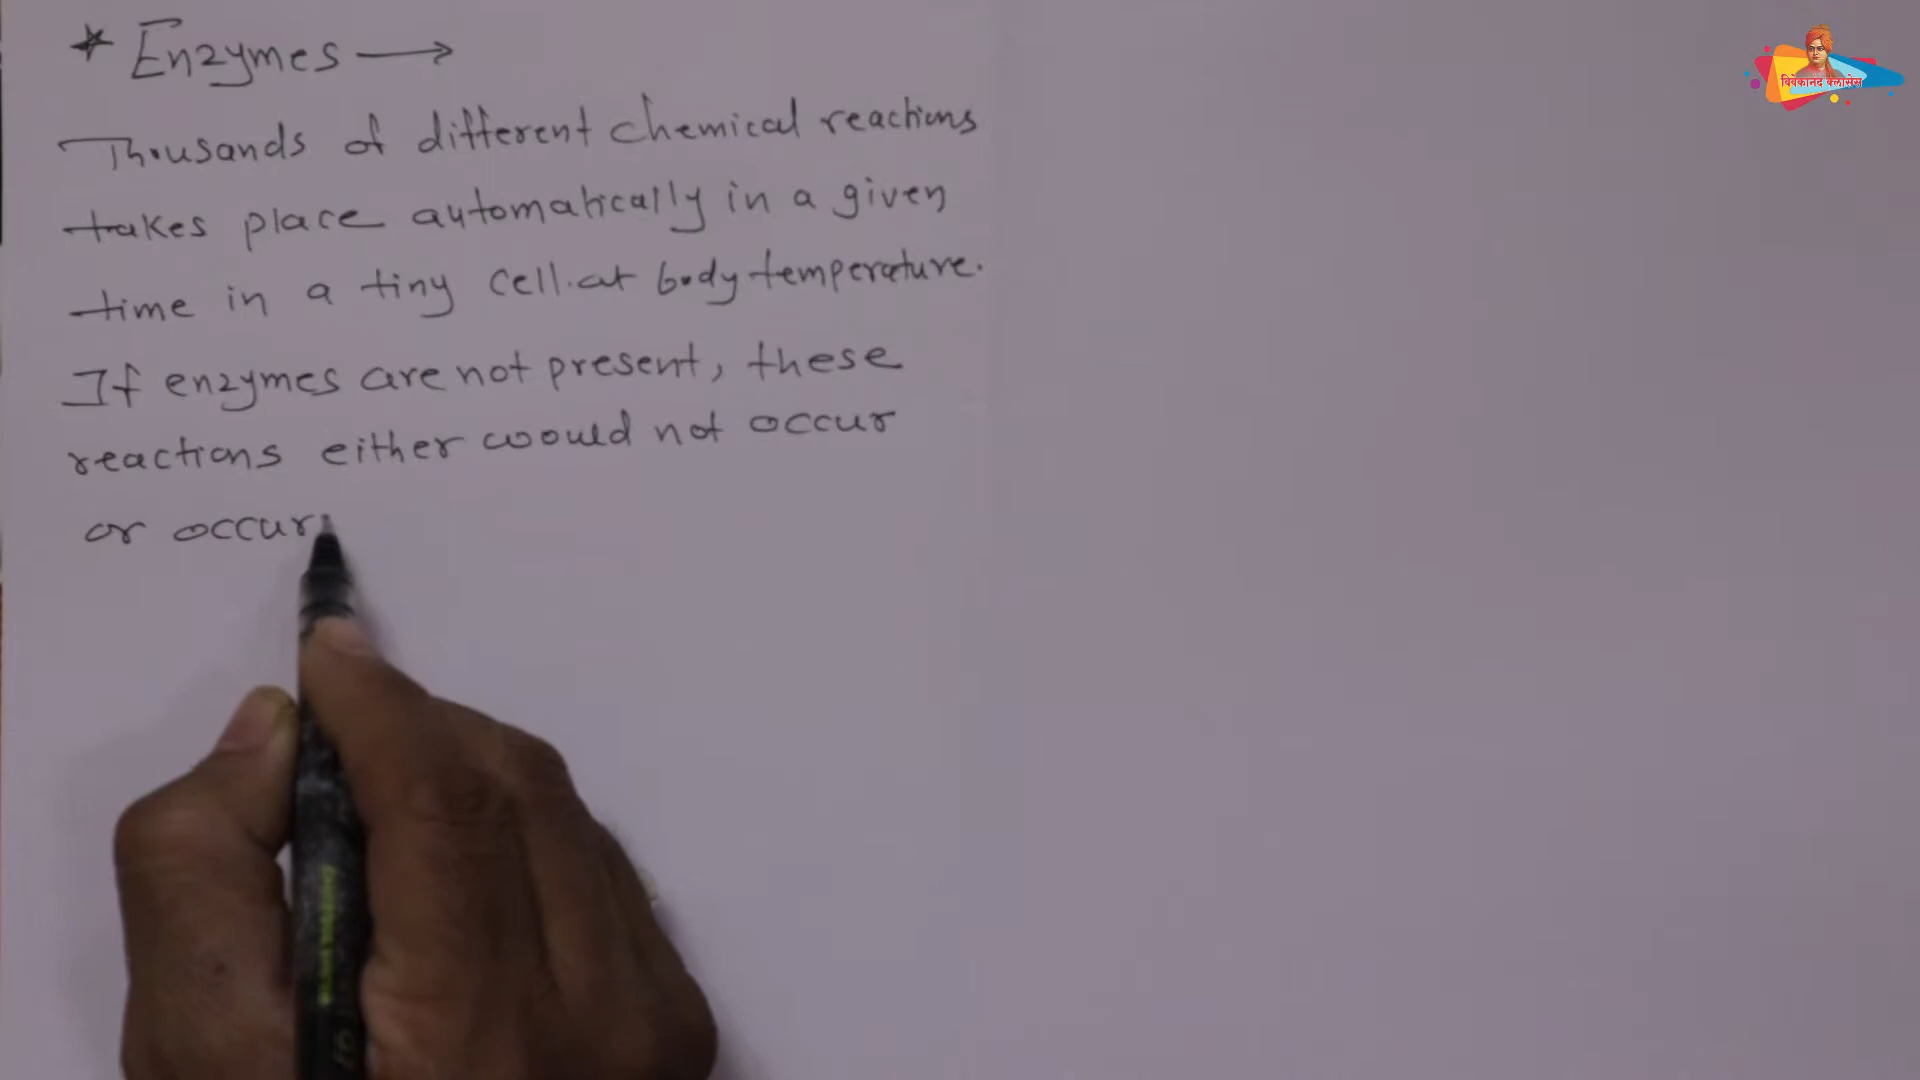 * Enzymes →
Thousands of different chemical reactions
takes place automatically in a given
time in a tiny cell. at body temperature.
If enzymes are not present, these
reactions either would not occur
or occur
विवेकानंद क्लासेस